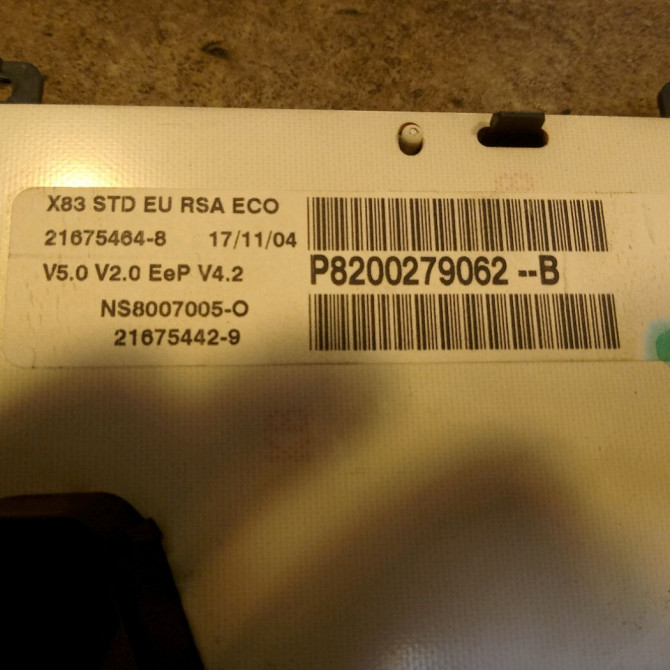 X83 STD EU RSA ECO
21675464-8 17/11/04
V5.0 V2.0 EeP V4.2
P8200279062 --B
NS8007005-O
21675442-9